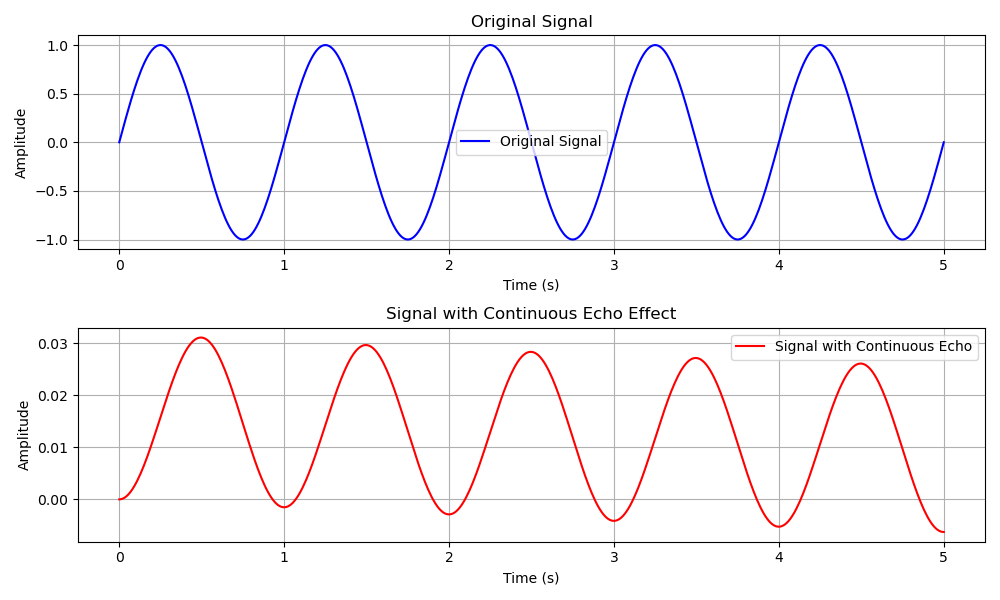 Original Signal
1.0
0.5
0.0
−0.5
−1.0
Amplitude
Original Signal
0
1
2
3
4
5
Time (s)
Signal with Continuous Echo Effect
0.03
0.02
0.01
0.00
Amplitude
Signal with Continuous Echo
0
1
2
3
4
5
Time (s)